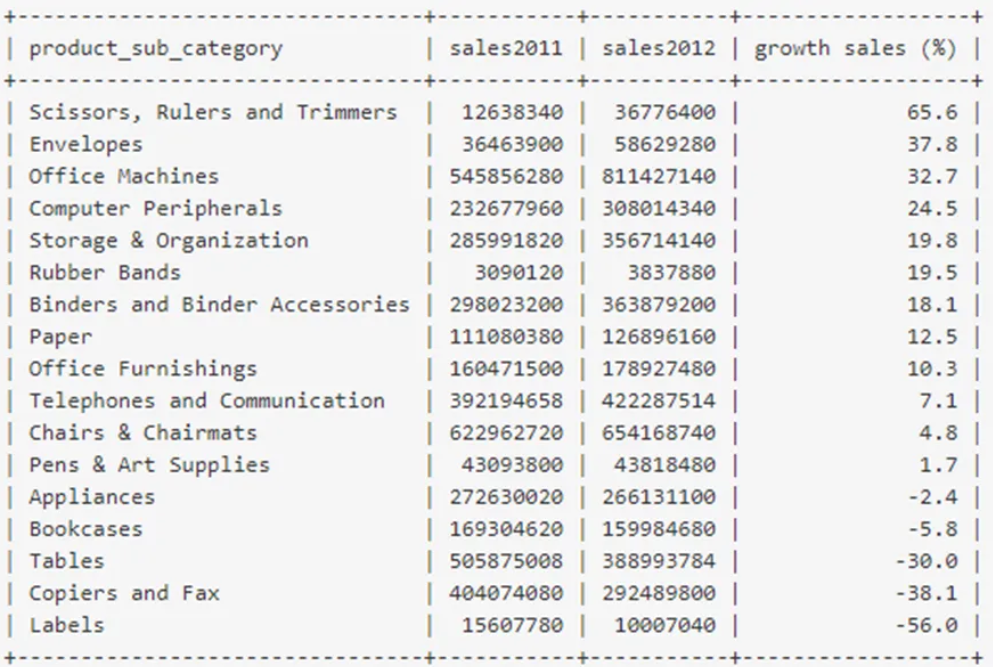 +--------------------------------+-----------+-----------+------------------+
| product_sub_category           | sales2011 | sales2012 | growth sales (%) |
+--------------------------------+-----------+-----------+------------------+
| Scissors, Rulers and Trimmers  |  12638340 |  36776400 |             65.6 |
| Envelopes                      |  36463900 |  58629280 |             37.8 |
| Office Machines                | 545856280 | 811427140 |             32.7 |
| Computer Peripherals           | 232677960 | 308014340 |             24.5 |
| Storage & Organization         | 285991820 | 356714140 |             19.8 |
| Rubber Bands                   |   3090120 |   3837880 |             19.5 |
| Binders and Binder Accessories | 298023200 | 363879200 |             18.1 |
| Paper                          | 111080380 | 126896160 |             12.5 |
| Office Furnishings             | 160471500 | 178927480 |             10.3 |
| Telephones and Communication   | 392194658 | 422287514 |              7.1 |
| Chairs & Chairmats             | 622962720 | 654168740 |              4.8 |
| Pens & Art Supplies            |  43093800 |  43818480 |              1.7 |
| Appliances                     | 272630020 | 266131100 |             -2.4 |
| Bookcases                      | 169304620 | 159984680 |             -5.8 |
| Tables                         | 505875008 | 388993784 |            -30.0 |
| Copiers and Fax                | 404074080 | 292489800 |            -38.1 |
| Labels                         |  15607780 |  10007040 |            -56.0 |
+--------------------------------+-----------+-----------+------------------+